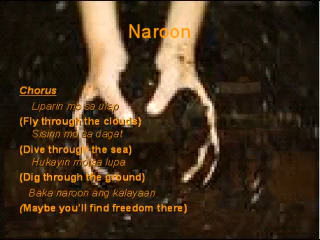 Naroon
Chorus
Liparin mo sa ulap
(Fly through the clouds)
Sisirin mo sa dagat
(Dive through the sea)
Hukayin mo sa lupa
(Dig through the ground)
Baka naroon ang kalayaan
(Maybe you'll find freedom there)